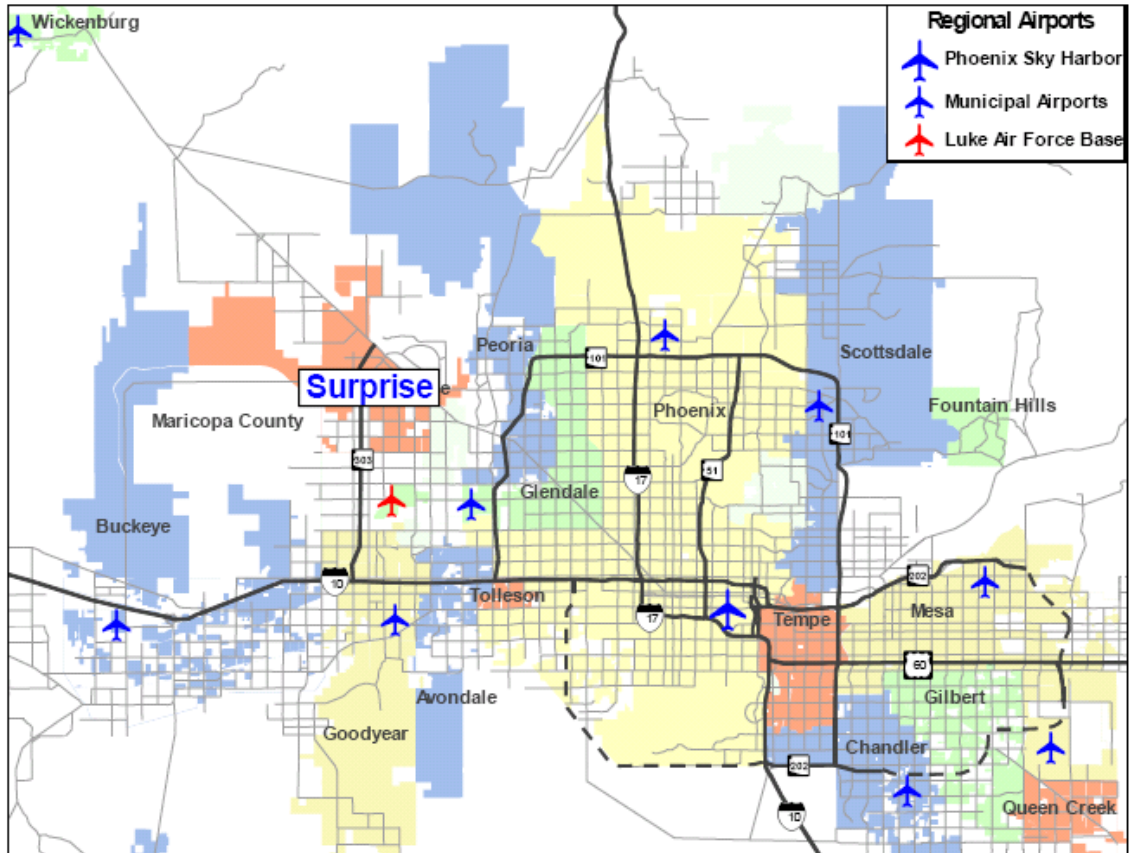 Wickenburg
Regional Airports
Phoenix Sky Harbor
Municipal Airports
Luke Air Force Base
Peoria
Scottsdale
101
Surprise
e
Maricopa County
Phoenix
Fountain Hills
101
303
51
17
Glendale
Buckeye
10
202
Tolleson
17
Tempe
Mesa
60
Avondale
Gilbert
Goodyear
Chandler
202
Queen Creek
10